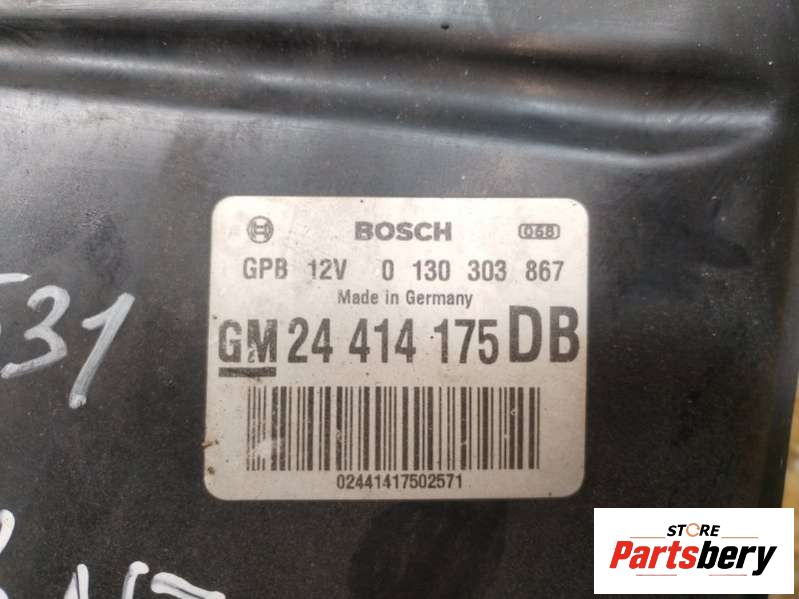 BOSCH 068
GPB 12V 0 130 303 867
Made in Germany
GM 24 414 175 DB
02441417502571
531
STORE
Partsbery